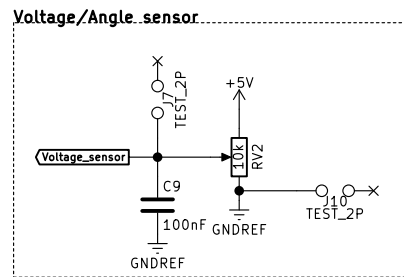 Voltage/Angle sensor
J7
TEST_2P
+5V
Voltage_sensor
10k
RV2
C9
100nF
GNDREF
J10
TEST_2P
GNDREF